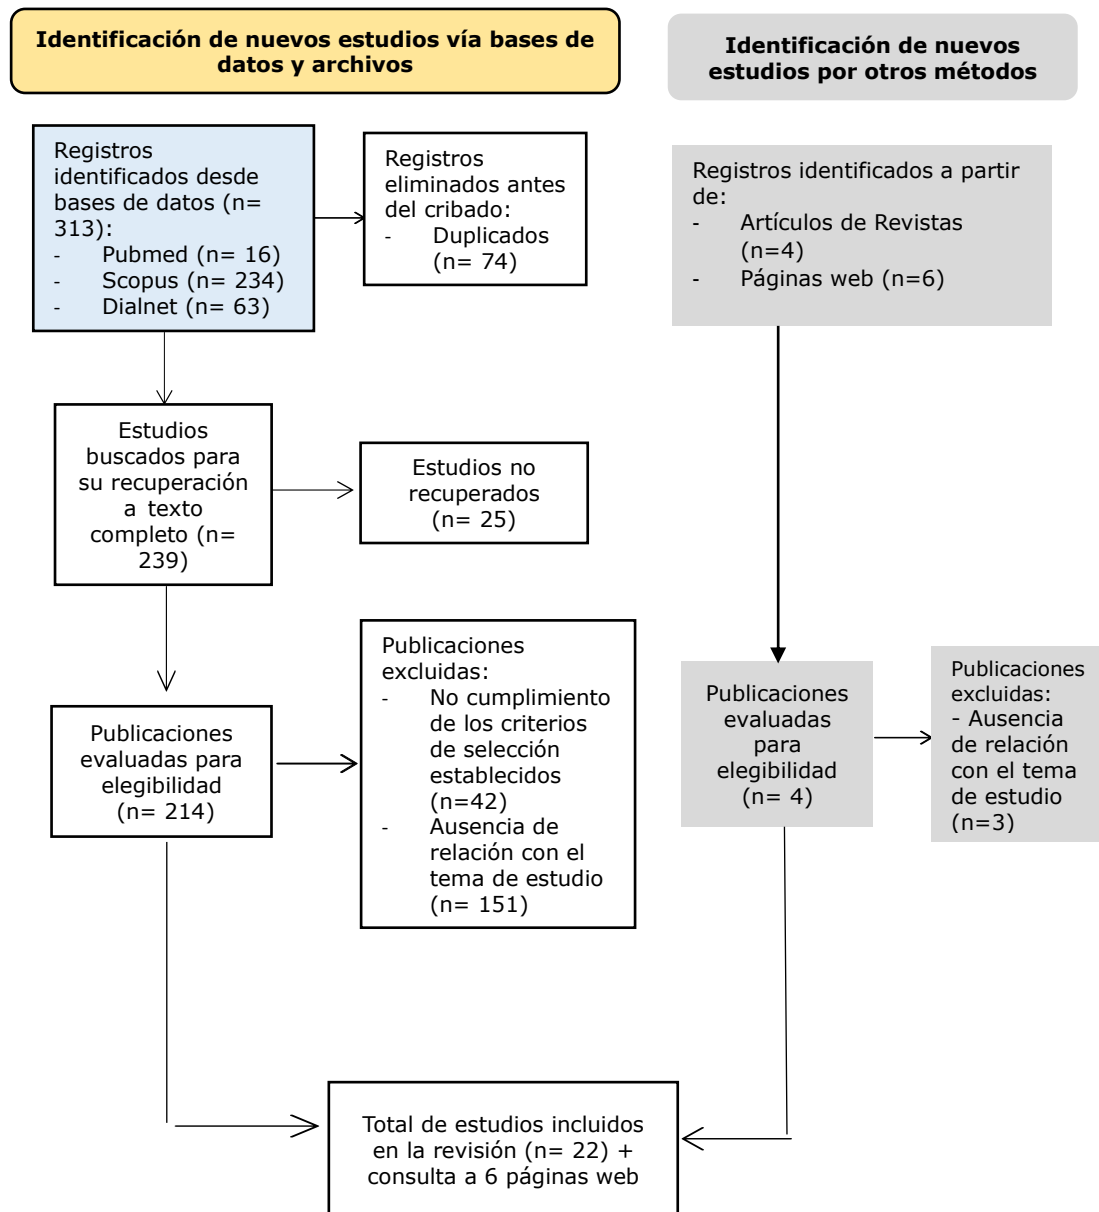 Identificación de nuevos estudios vía bases de
datos y archivos
Identificación de nuevos
estudios por otros métodos
Registros
identificados desde
bases de datos (n=
313):
- Pubmed (n= 16)
- Scopus (n= 234)
- Dialnet (n= 63)
Registros
eliminados antes
del cribado:
- Duplicados
(n= 74)
Registros identificados a partir
de:
- Artículos de Revistas
(n=4)
- Páginas web (n=6)
Estudios
buscados para
su recuperación
a texto
completo (n=
239)
Estudios no
recuperados
(n= 25)
Publicaciones
evaluadas para
elegibilidad
(n= 214)
Publicaciones
excluidas:
- No cumplimiento
de los criterios
de selección
establecidos
(n=42)
- Ausencia de
relación con el
tema de estudio
(n= 151)
Publicaciones
evaluadas
para
elegibilidad
(n= 4)
Publicaciones
excluidas:
- Ausencia
de relación
con el tema
de estudio
(n=3)
Total de estudios incluidos
en la revisión (n= 22) +
consulta a 6 páginas web